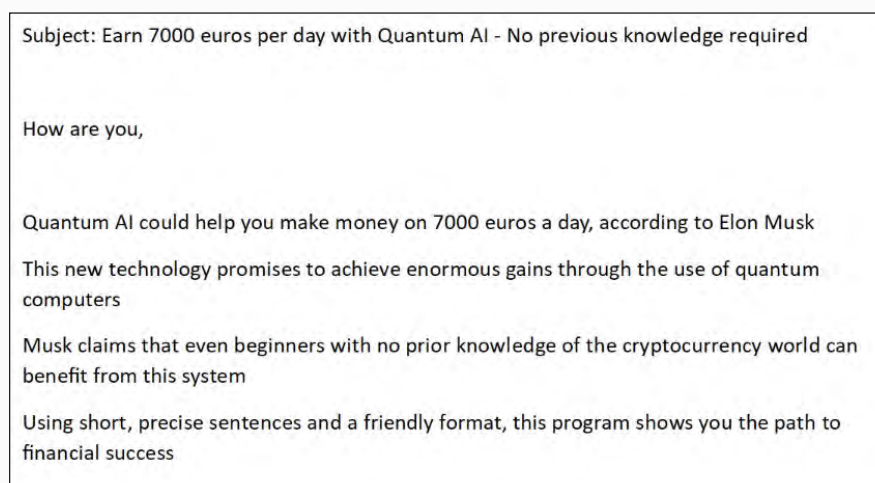 Subject: Earn 7000 euros per day with Quantum AI - No previous knowledge required
How are you,
Quantum AI could help you make money on 7000 euros a day, according to Elon Musk
This new technology promises to achieve enormous gains through the use of quantum
computers
Musk claims that even beginners with no prior knowledge of the cryptocurrency world can
benefit from this system
Using short, precise sentences and a friendly format, this program shows you the path to
financial success